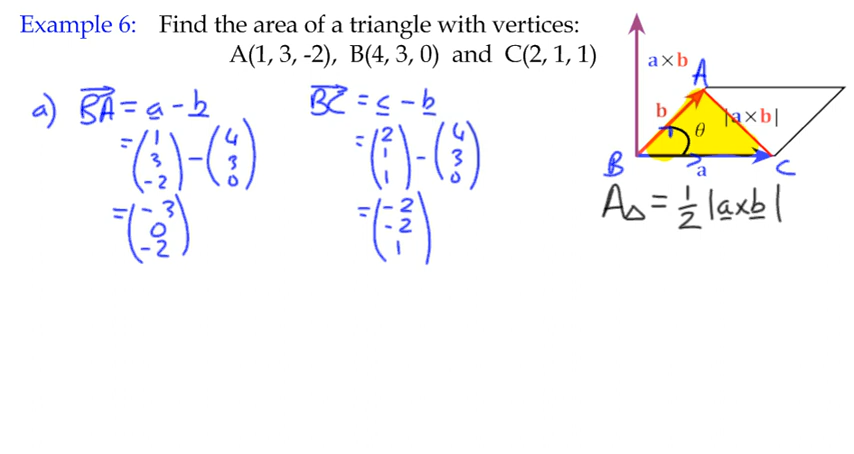 Example 6: Find the area of a triangle with vertices:
A(1, 3, -2), B(4, 3, 0) and C(2, 1, 1)
a) BA = a - b
= (1 3 -2) - (4 3 0)
= (-3 0 -2)
BC = c - b
= (2 1 1) - (4 3 0)
= (-2 -2 1)
a×b
A
b
θ
|a×b|
B
a
C
A△ = 1/2 |a×b|